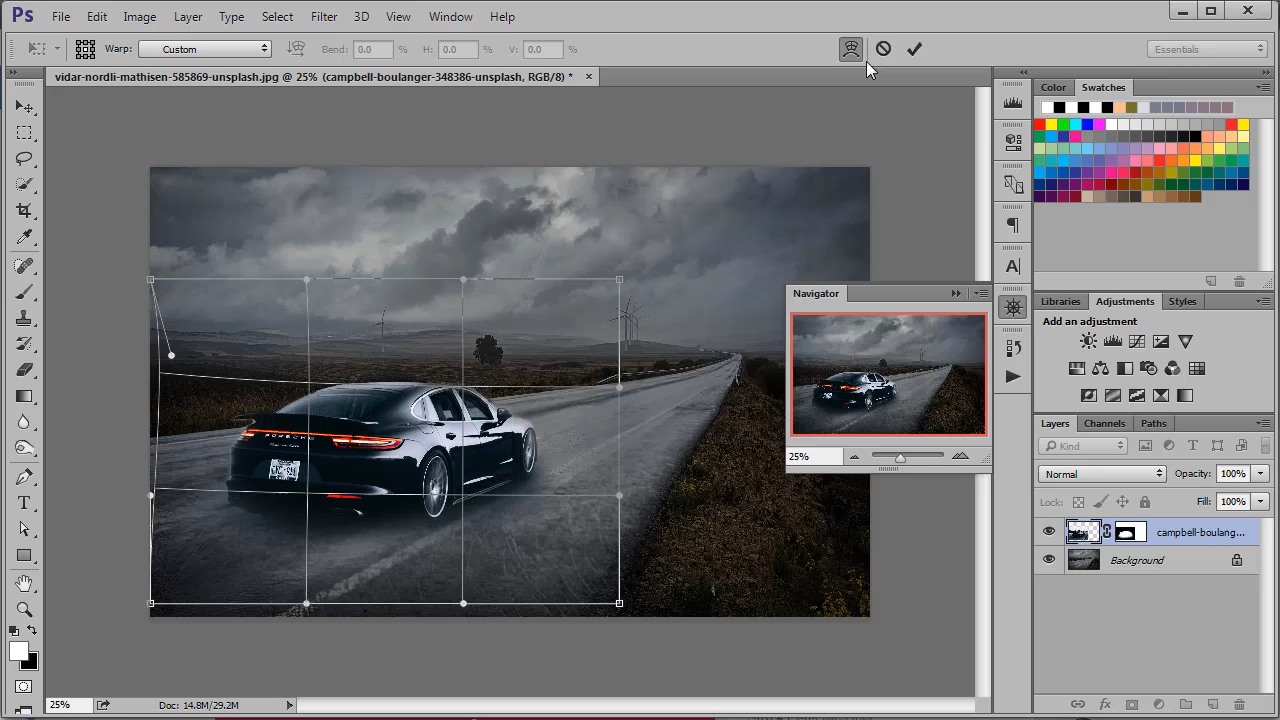 Ps File Edit Image Layer Type Select Filter 3D View Window Help
Warp: Custom Bend: 0.0 % H: 0.0 % V: 0.0 % Essentials
vidar-nordli-mathisen-585869-unsplash.jpg @ 25% (campbell-boulanger-348386-unsplash, RGB/8) * ×
Color Swatches
Navigator
25%
Libraries Adjustments Styles
Add an adjustment
Layers Channels Paths
Kind
Normal Opacity: 100%
Lock: Fill: 100%
campbell-boulang...
Background
PORSCHE
25% Doc: 14.8M/29.2M